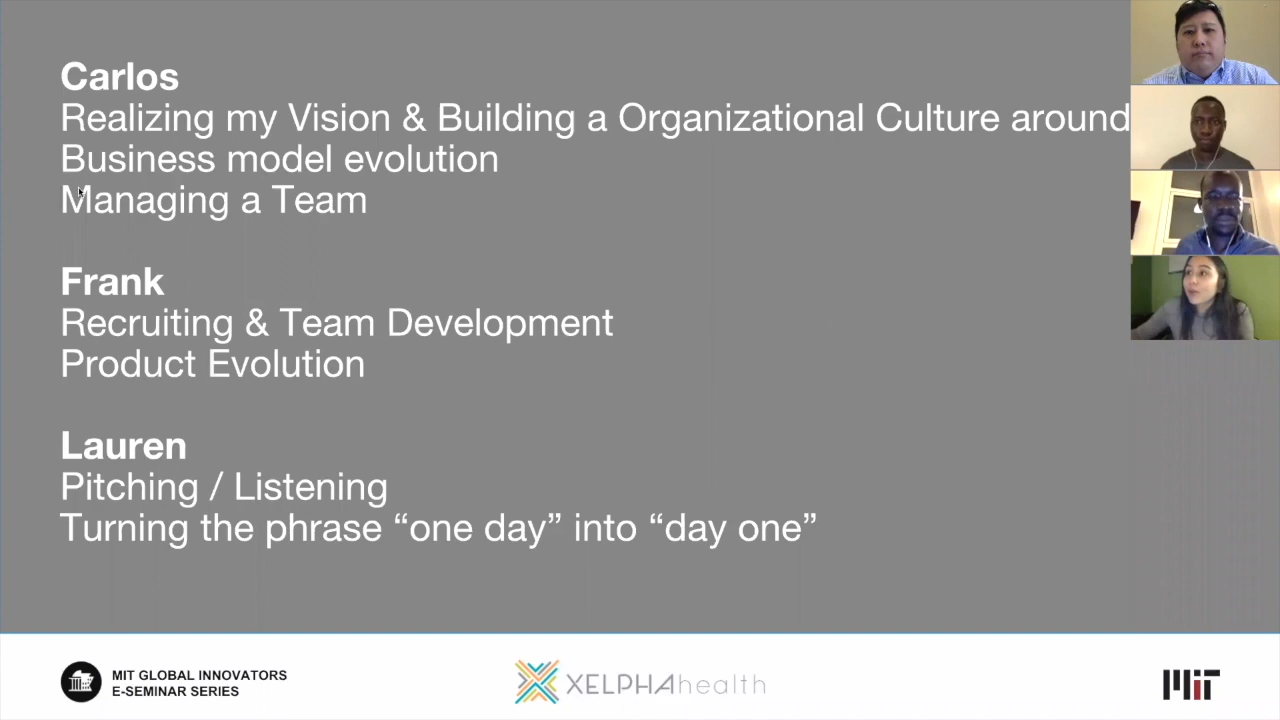 Carlos
Realizing my Vision & Building a Organizational Culture around
Business model evolution
Managing a Team
Frank
Recruiting & Team Development
Product Evolution
Lauren
Pitching / Listening
Turning the phrase “one day” into “day one”
MIT GLOBAL INNOVATORS
E-SEMINAR SERIES
XELPHAhealth
MIT